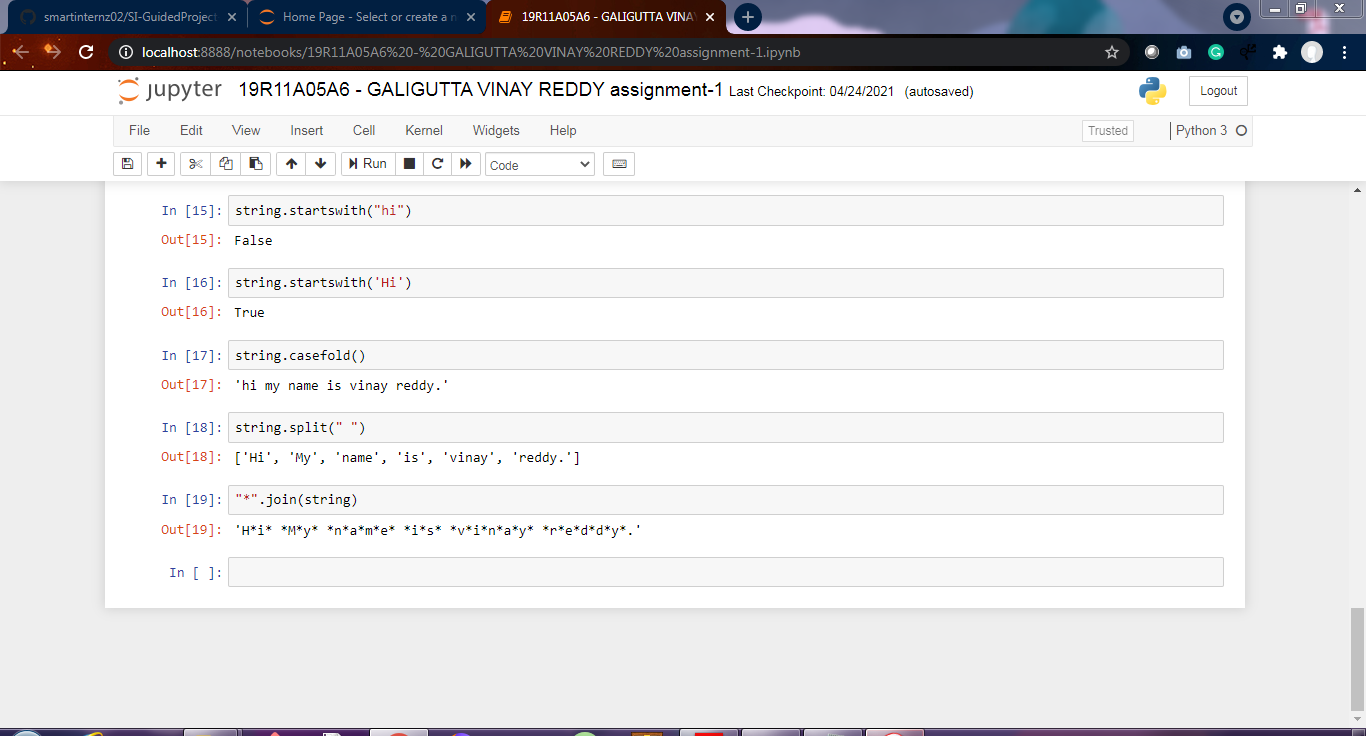 smartinternz02/SI-GuidedProject
Home Page - Select or create a n
19R11A05A6 - GALIGUTTA VINAY
localhost:8888/notebooks/19R11A05A6%20-%20GALIGUTTA%20VINAY%20REDDY%20assignment-1.ipynb
jupyter 19R11A05A6 - GALIGUTTA VINAY REDDY assignment-1 Last Checkpoint: 04/24/2021 (autosaved)
Logout
File Edit View Insert Cell Kernel Widgets Help
Trusted
Python 3
Run
Code
In [15]: string.startswith("hi")
Out[15]: False
In [16]: string.startswith('Hi')
Out[16]: True
In [17]: string.casefold()
Out[17]: 'hi my name is vinay reddy.'
In [18]: string.split(" ")
Out[18]: ['Hi', 'My', 'name', 'is', 'vinay', 'reddy.']
In [19]: "*".join(string)
Out[19]: 'H*i* *M*y* *n*a*m*e* *i*s* *v*i*n*a*y* *r*e*d*d*y*.'
In [ ]: